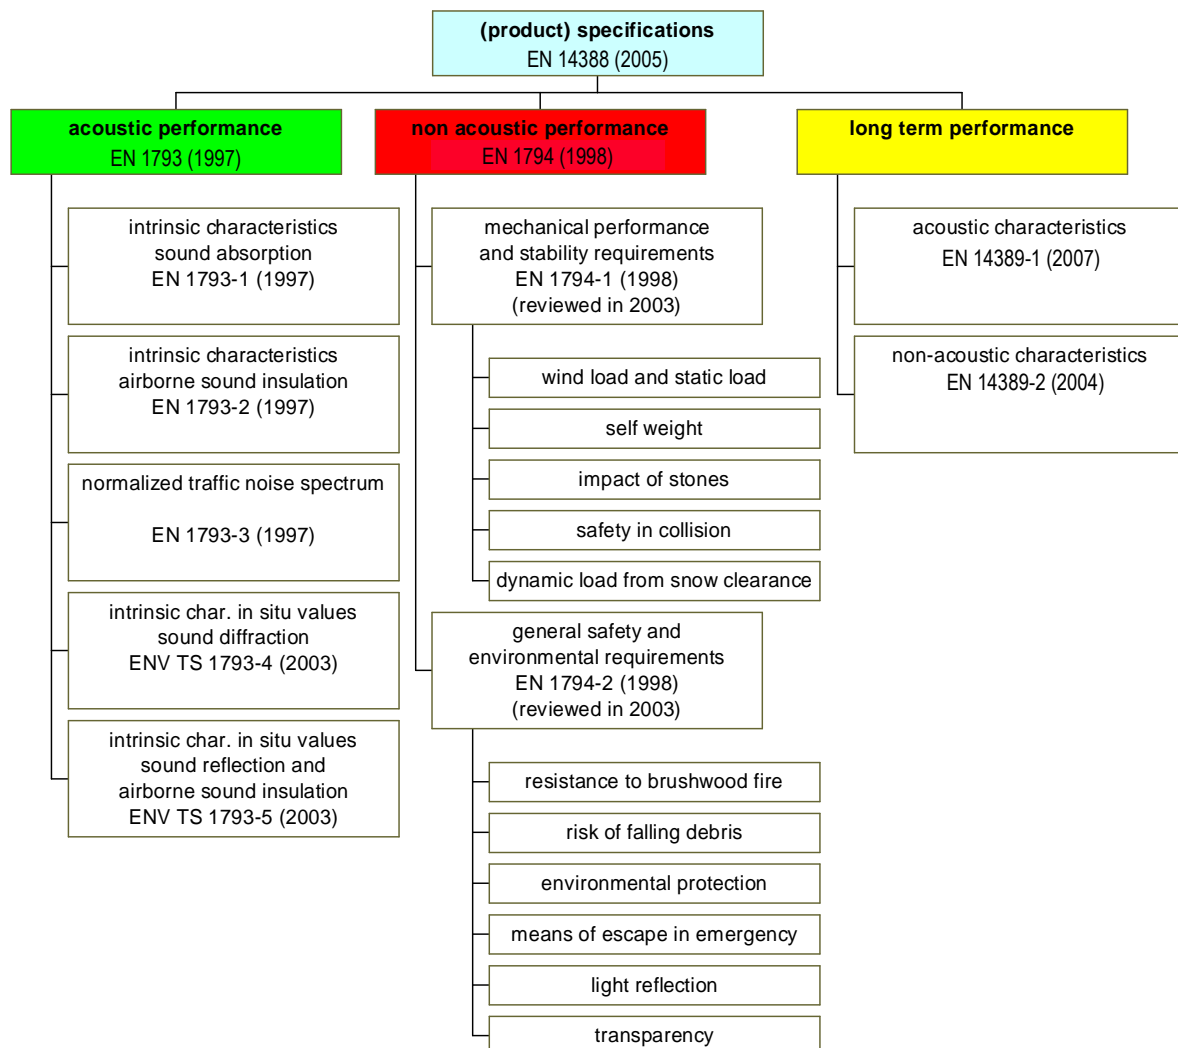 (product) specifications
EN 14388 (2005)
acoustic performance
EN 1793 (1997)
non acoustic performance
EN 1794 (1998)
long term performance
intrinsic characteristics
sound absorption
EN 1793-1 (1997)
intrinsic characteristics
airborne sound insulation
EN 1793-2 (1997)
normalized traffic noise spectrum
EN 1793-3 (1997)
intrinsic char. in situ values
sound diffraction
ENV TS 1793-4 (2003)
intrinsic char. in situ values
sound reflection and
airborne sound insulation
ENV TS 1793-5 (2003)
mechanical performance
and stability requirements
EN 1794-1 (1998)
(reviewed in 2003)
wind load and static load
self weight
impact of stones
safety in collision
dynamic load from snow clearance
general safety and
environmental requirements
EN 1794-2 (1998)
(reviewed in 2003)
resistance to brushwood fire
risk of falling debris
environmental protection
means of escape in emergency
light reflection
transparency
acoustic characteristics
EN 14389-1 (2007)
non-acoustic characteristics
EN 14389-2 (2004)